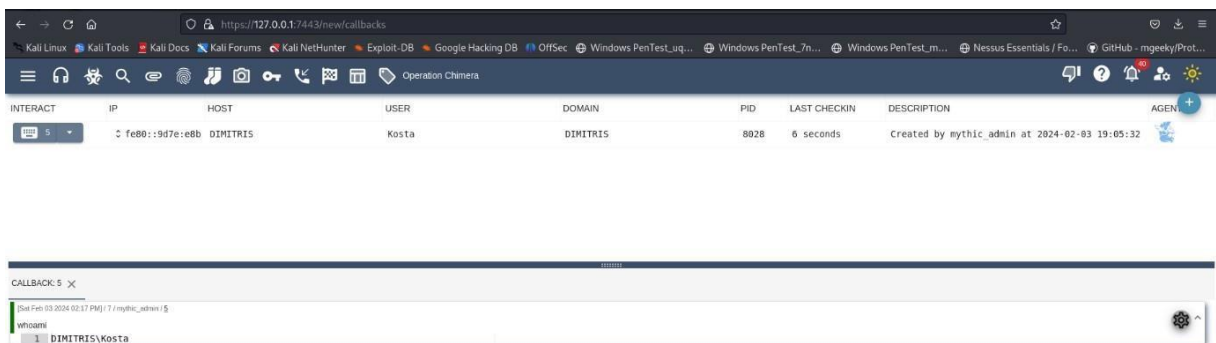 https://127.0.0.1:7443/new/callbacks
Kali Linux Kali Tools Kali Docs Kali Forums Kali NetHunter Exploit-DB Google Hacking DB OffSec Windows PenTest_uq... Windows PenTest_7n... Windows PenTest_m... Nessus Essentials / Fo... GitHub - mgeeky/Prot...
Operation Chimera 40
INTERACT IP HOST USER DOMAIN PID LAST CHECKIN DESCRIPTION AGEN
5 fe80::9d7e:e8b DIMITRIS Kosta DIMITRIS 8028 6 seconds Created by mythic_admin at 2024-02-03 19:05:32
CALLBACK: 5
[Sat Feb 03 2024 02:17 PM] / 7 / mythic_admin / 5
whoami
1 DIMITRIS\Kosta